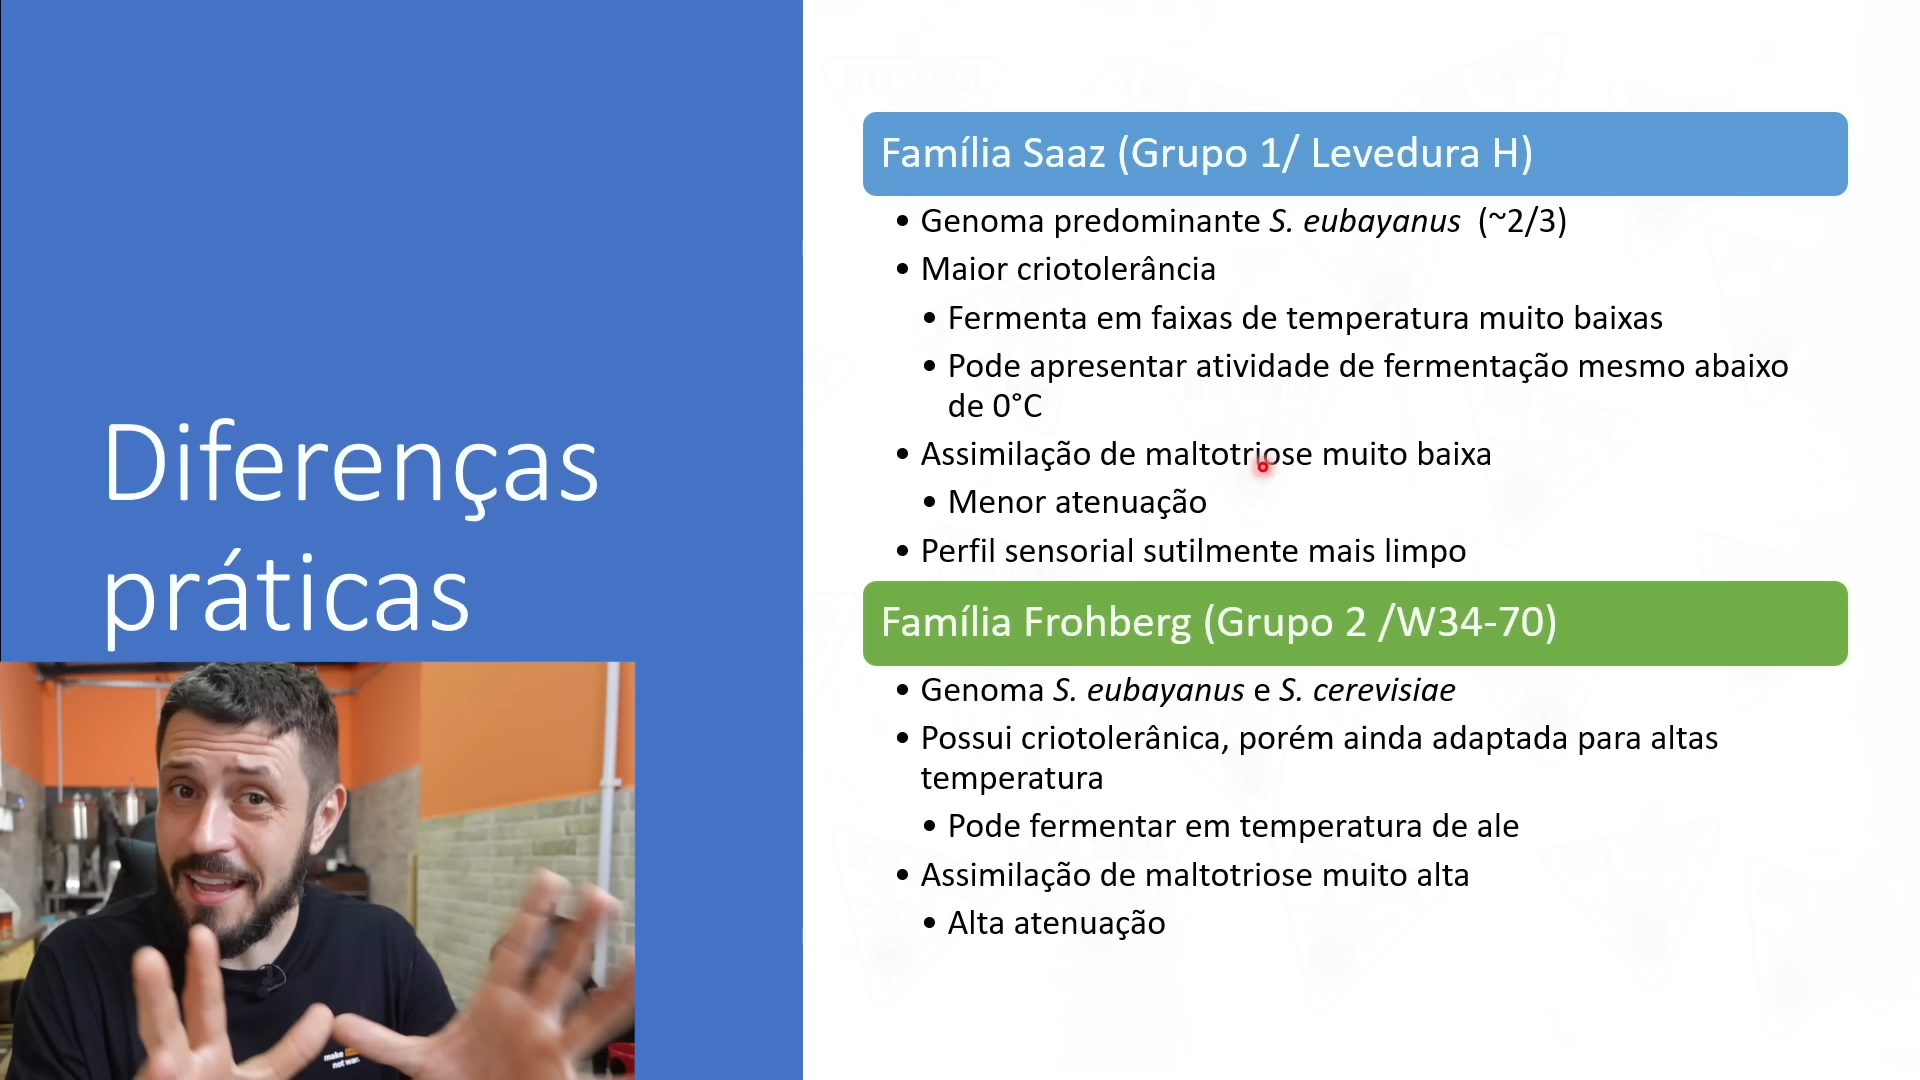 Diferenças
práticas
Família Saaz (Grupo 1/ Levedura H)
• Genoma predominante S. eubayanus (~2/3)
• Maior criotolerância
• Fermenta em faixas de temperatura muito baixas
• Pode apresentar atividade de fermentação mesmo abaixo
de 0°C
• Assimilação de maltotriose muito baixa
• Menor atenuação
• Perfil sensorial sutilmente mais limpo
Família Frohberg (Grupo 2 /W34-70)
• Genoma S. eubayanus e S. cerevisiae
• Possui criotolerânica, porém ainda adaptada para altas
temperatura
• Pode fermentar em temperatura de ale
• Assimilação de maltotriose muito alta
• Alta atenuação
make
not war.